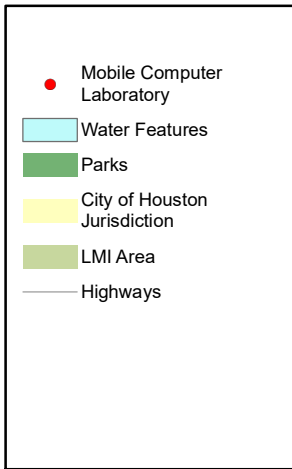 Mobile Computer
Laboratory
Water Features
Parks
City of Houston
Jurisdiction
LMI Area
Highways